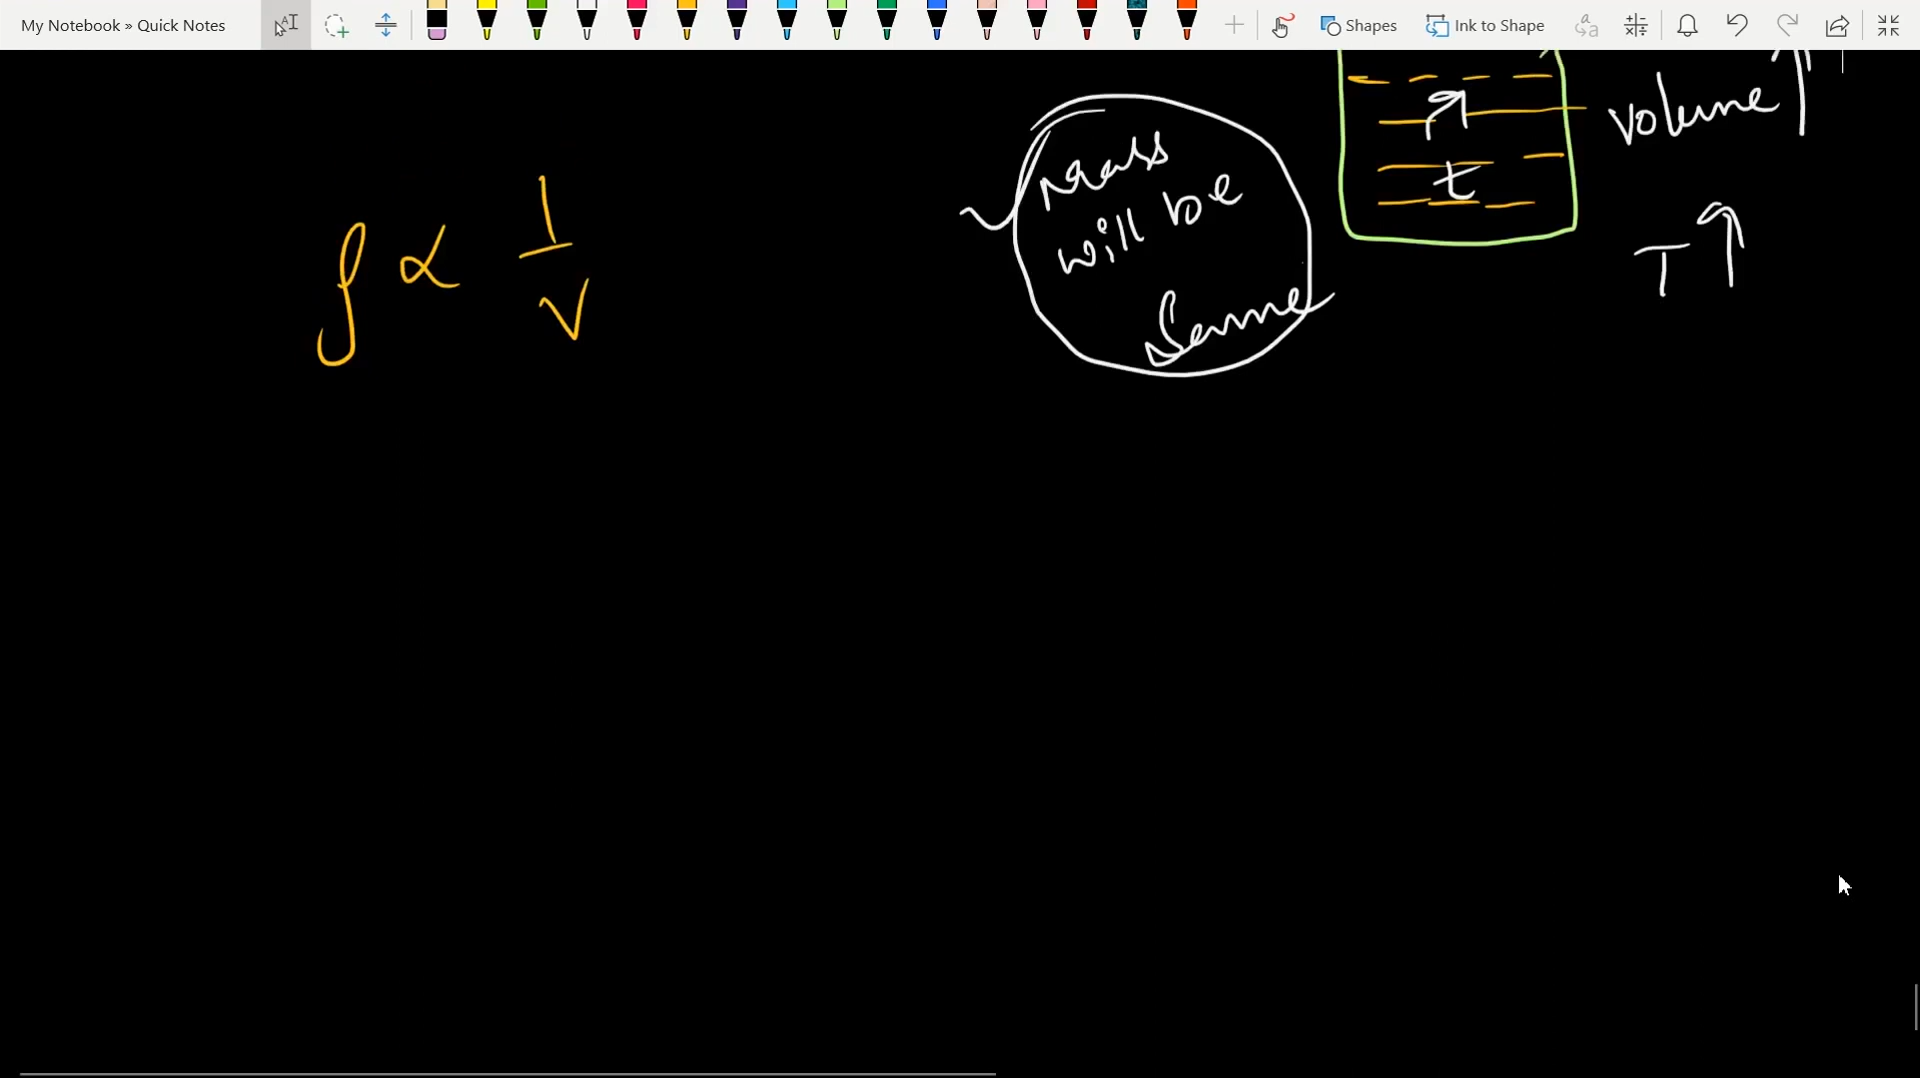 My Notebook » Quick Notes
Shapes
Ink to Shape
volume ↑
t ↑
T ↑
Mass
will be
Same
ρ ∝ 1/V